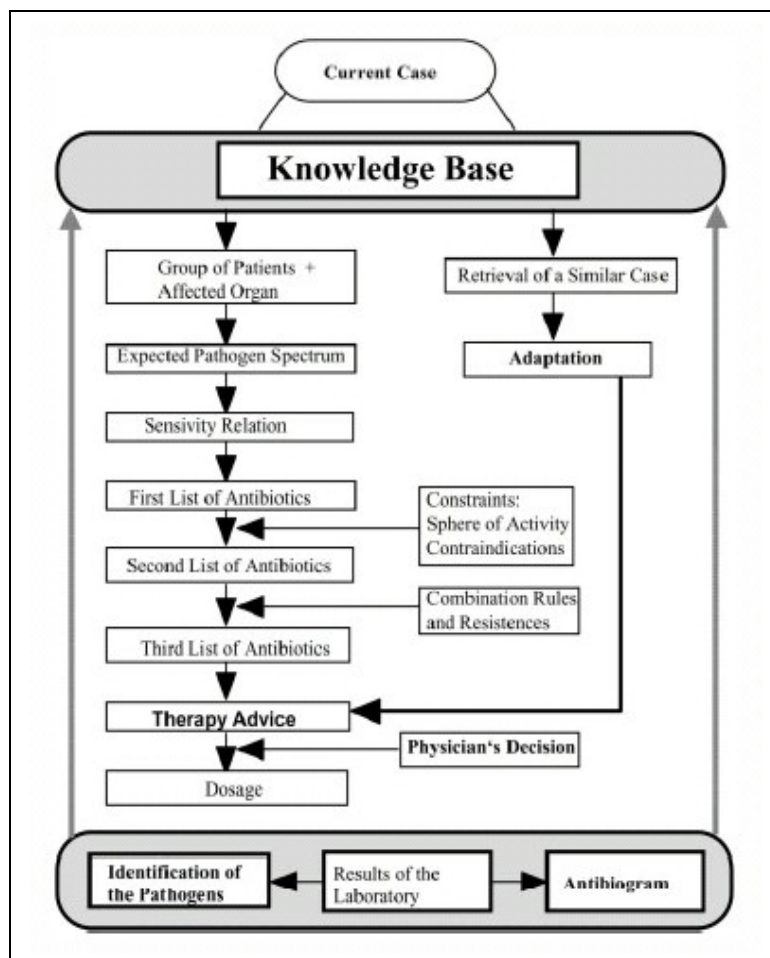 Current Case
Knowledge Base
Group of Patients +
Affected Organ
Retrieval of a Similar Case
Expected Pathogen Spectrum
Adaptation
Sensivity Relation
First List of Antibiotics
Constraints:
Sphere of Activity
Contraindications
Second List of Antibiotics
Combination Rules
and Resistences
Third List of Antibiotics
Therapy Advice
Physician‘s Decision
Dosage
Identification of
the Pathogens
Results of the
Laboratory
Antibiogram